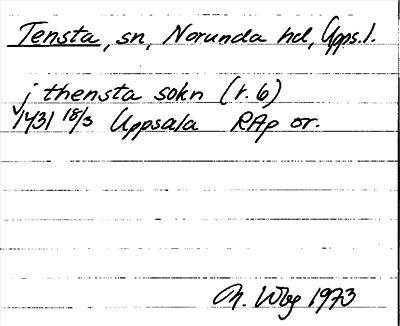 Tensta, sn, Norunda hd, Upps.l.
j thensta sokn (r. 6)
1431 18/3 Uppsala RAp or.
M. Wbg 1973